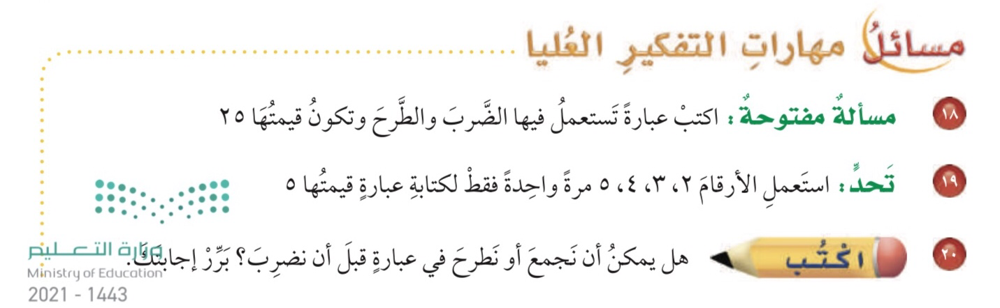 مسائلُ مهاراتِ التفكيرِ العُليا
١٨ مسألةٌ مفتوحةٌ : اكتبْ عبارةً تَستعملُ فيها الضَّربَ والطَّرحَ وتكونُ قيمتُهَا ٢٥
١٩ تَحدٍّ : استَعملِ الأرقامَ ٢، ٣، ٤، ٥ مرةً واحِدةً فقطْ لكتابةِ عبارةٍ قيمتُها ٥
٢٠ اكْتُب هل يمكنُ أن نَجمعَ أو نَطرحَ في عبارةٍ قبلَ أن نضرِبَ؟ بَرِّرْ إجابتَكَ.
وزارة التعـليم
Ministry of Education
2021 - 1443